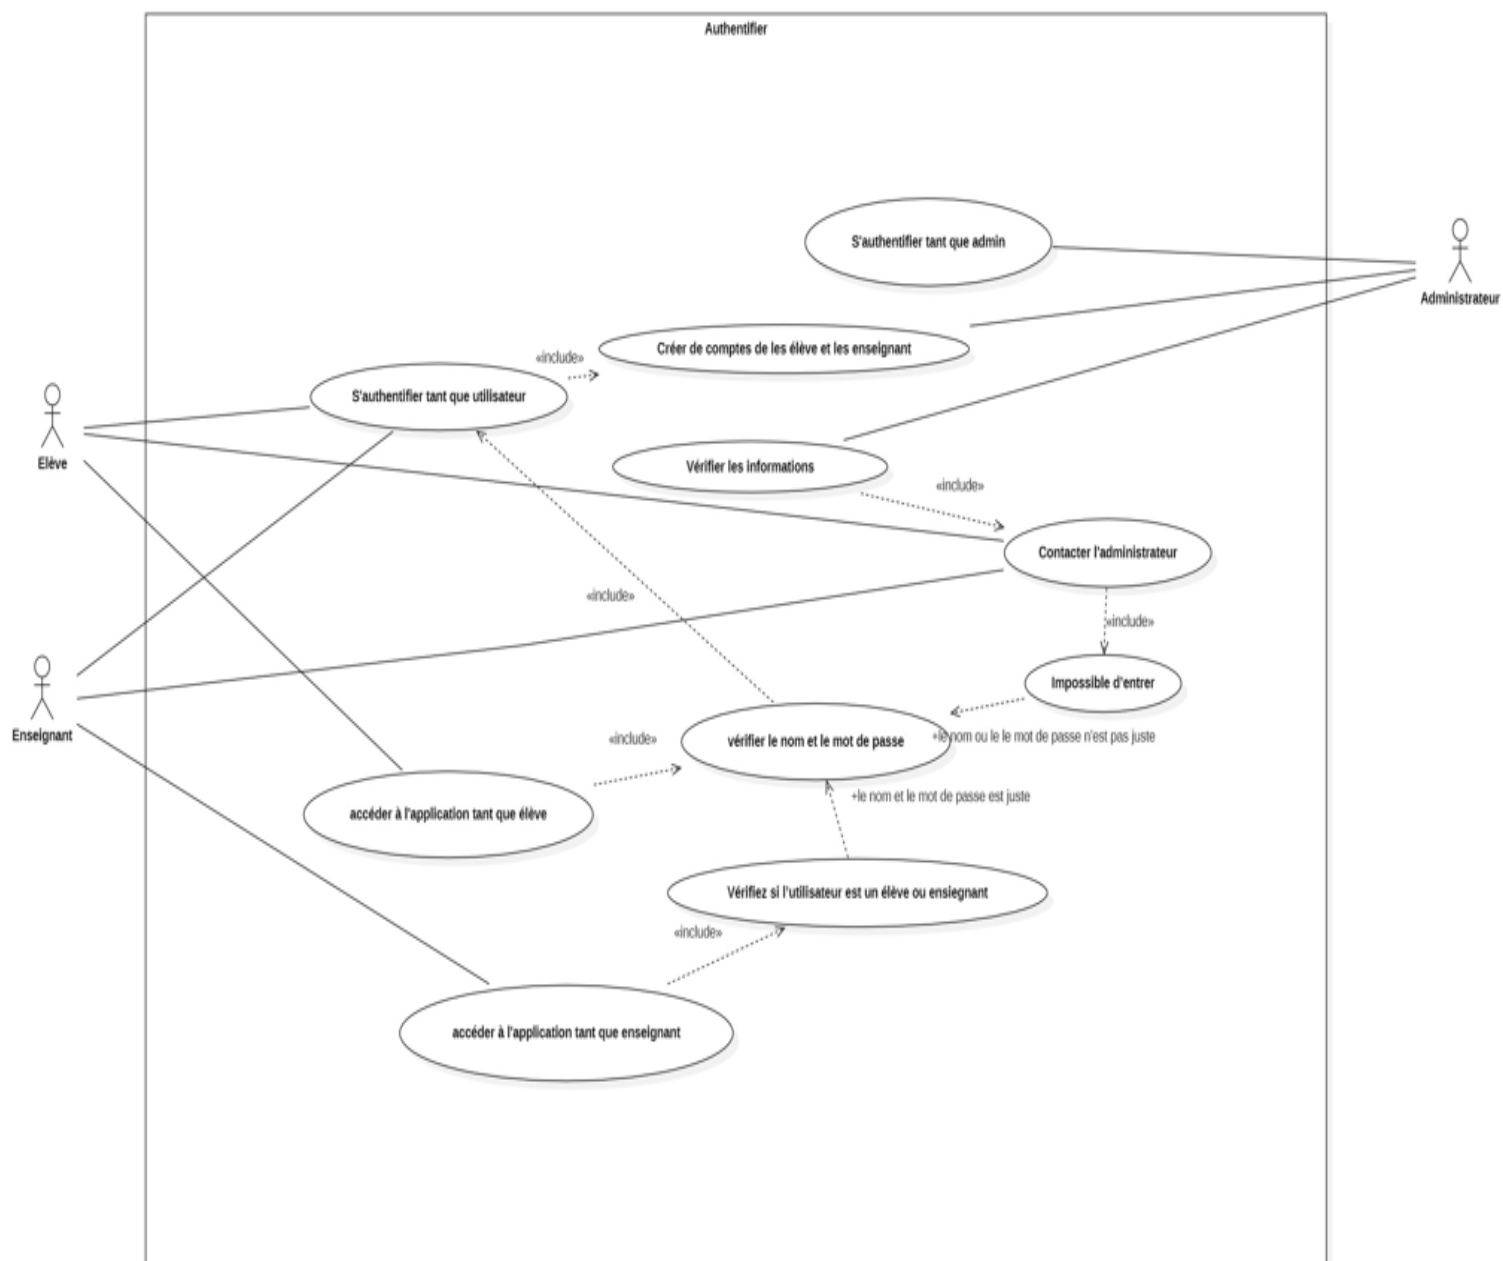 Authentifier
S'authentifier tant que admin
Administrateur
Créer de comptes de les élève et les enseignant
«include»
S'authentifier tant que utilisateur
Elève
Vérifier les informations
«include»
Contacter l'administrateur
«include»
«include»
Impossible d'entrer
Enseignant
vérifier le nom et le mot de passe
+le nom ou le le mot de passe n'est pas juste
«include»
+le nom et le mot de passe est juste
accéder à l'application tant que élève
Vérifiez si l'utilisateur est un élève ou ensiegnant
«include»
accéder à l'application tant que enseignant